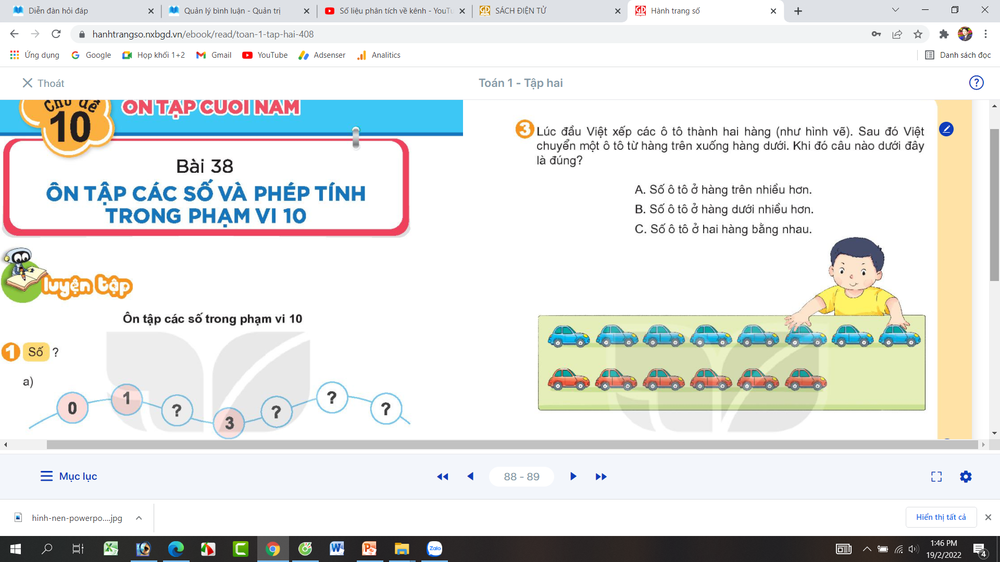 Diễn đàn hỏi đáp
Quản lý bình luận - Quản trị
Số liệu phân tích về kênh - YouTu
SÁCH ĐIỆN TỬ
Hành trang số
hanhtrangso.nxbgd.vn/ebook/read/toan-1-tap-hai-408
Ứng dụng
Google
Họp khối 1+2
Gmail
YouTube
Adsenser
Analitics
Danh sách đọc
Thoát
Toán 1 - Tập hai
?
Chủ đề
10
ÔN TẬP CUỐI NĂM
Bài 38
ÔN TẬP CÁC SỐ VÀ PHÉP TÍNH
TRONG PHẠM VI 10
luyện tập
Ôn tập các số trong phạm vi 10
1 Số ?
a)
0 1 ? 3 ? ? ?
3 Lúc đầu Việt xếp các ô tô thành hai hàng (như hình vẽ). Sau đó Việt
chuyển một ô tô từ hàng trên xuống hàng dưới. Khi đó câu nào dưới đây
là đúng?
A. Số ô tô ở hàng trên nhiều hơn.
B. Số ô tô ở hàng dưới nhiều hơn.
C. Số ô tô ở hai hàng bằng nhau.
Mục lục
88 - 89
hinh-nen-powerpo....jpg
Hiển thị tất cả
Zalo
1:46 PM
19/2/2022
4